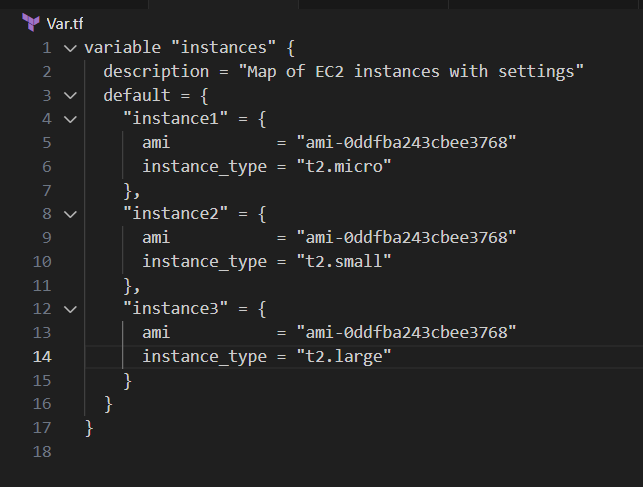 Var.tf
1 variable "instances" {
2 description = "Map of EC2 instances with settings"
3 default = {
4 "instance1" = {
5 ami = "ami-0ddfba243cbee3768"
6 instance_type = "t2.micro"
7 },
8 "instance2" = {
9 ami = "ami-0ddfba243cbee3768"
10 instance_type = "t2.small"
11 },
12 "instance3" = {
13 ami = "ami-0ddfba243cbee3768"
14 instance_type = "t2.large"
15 }
16 }
17 }
18